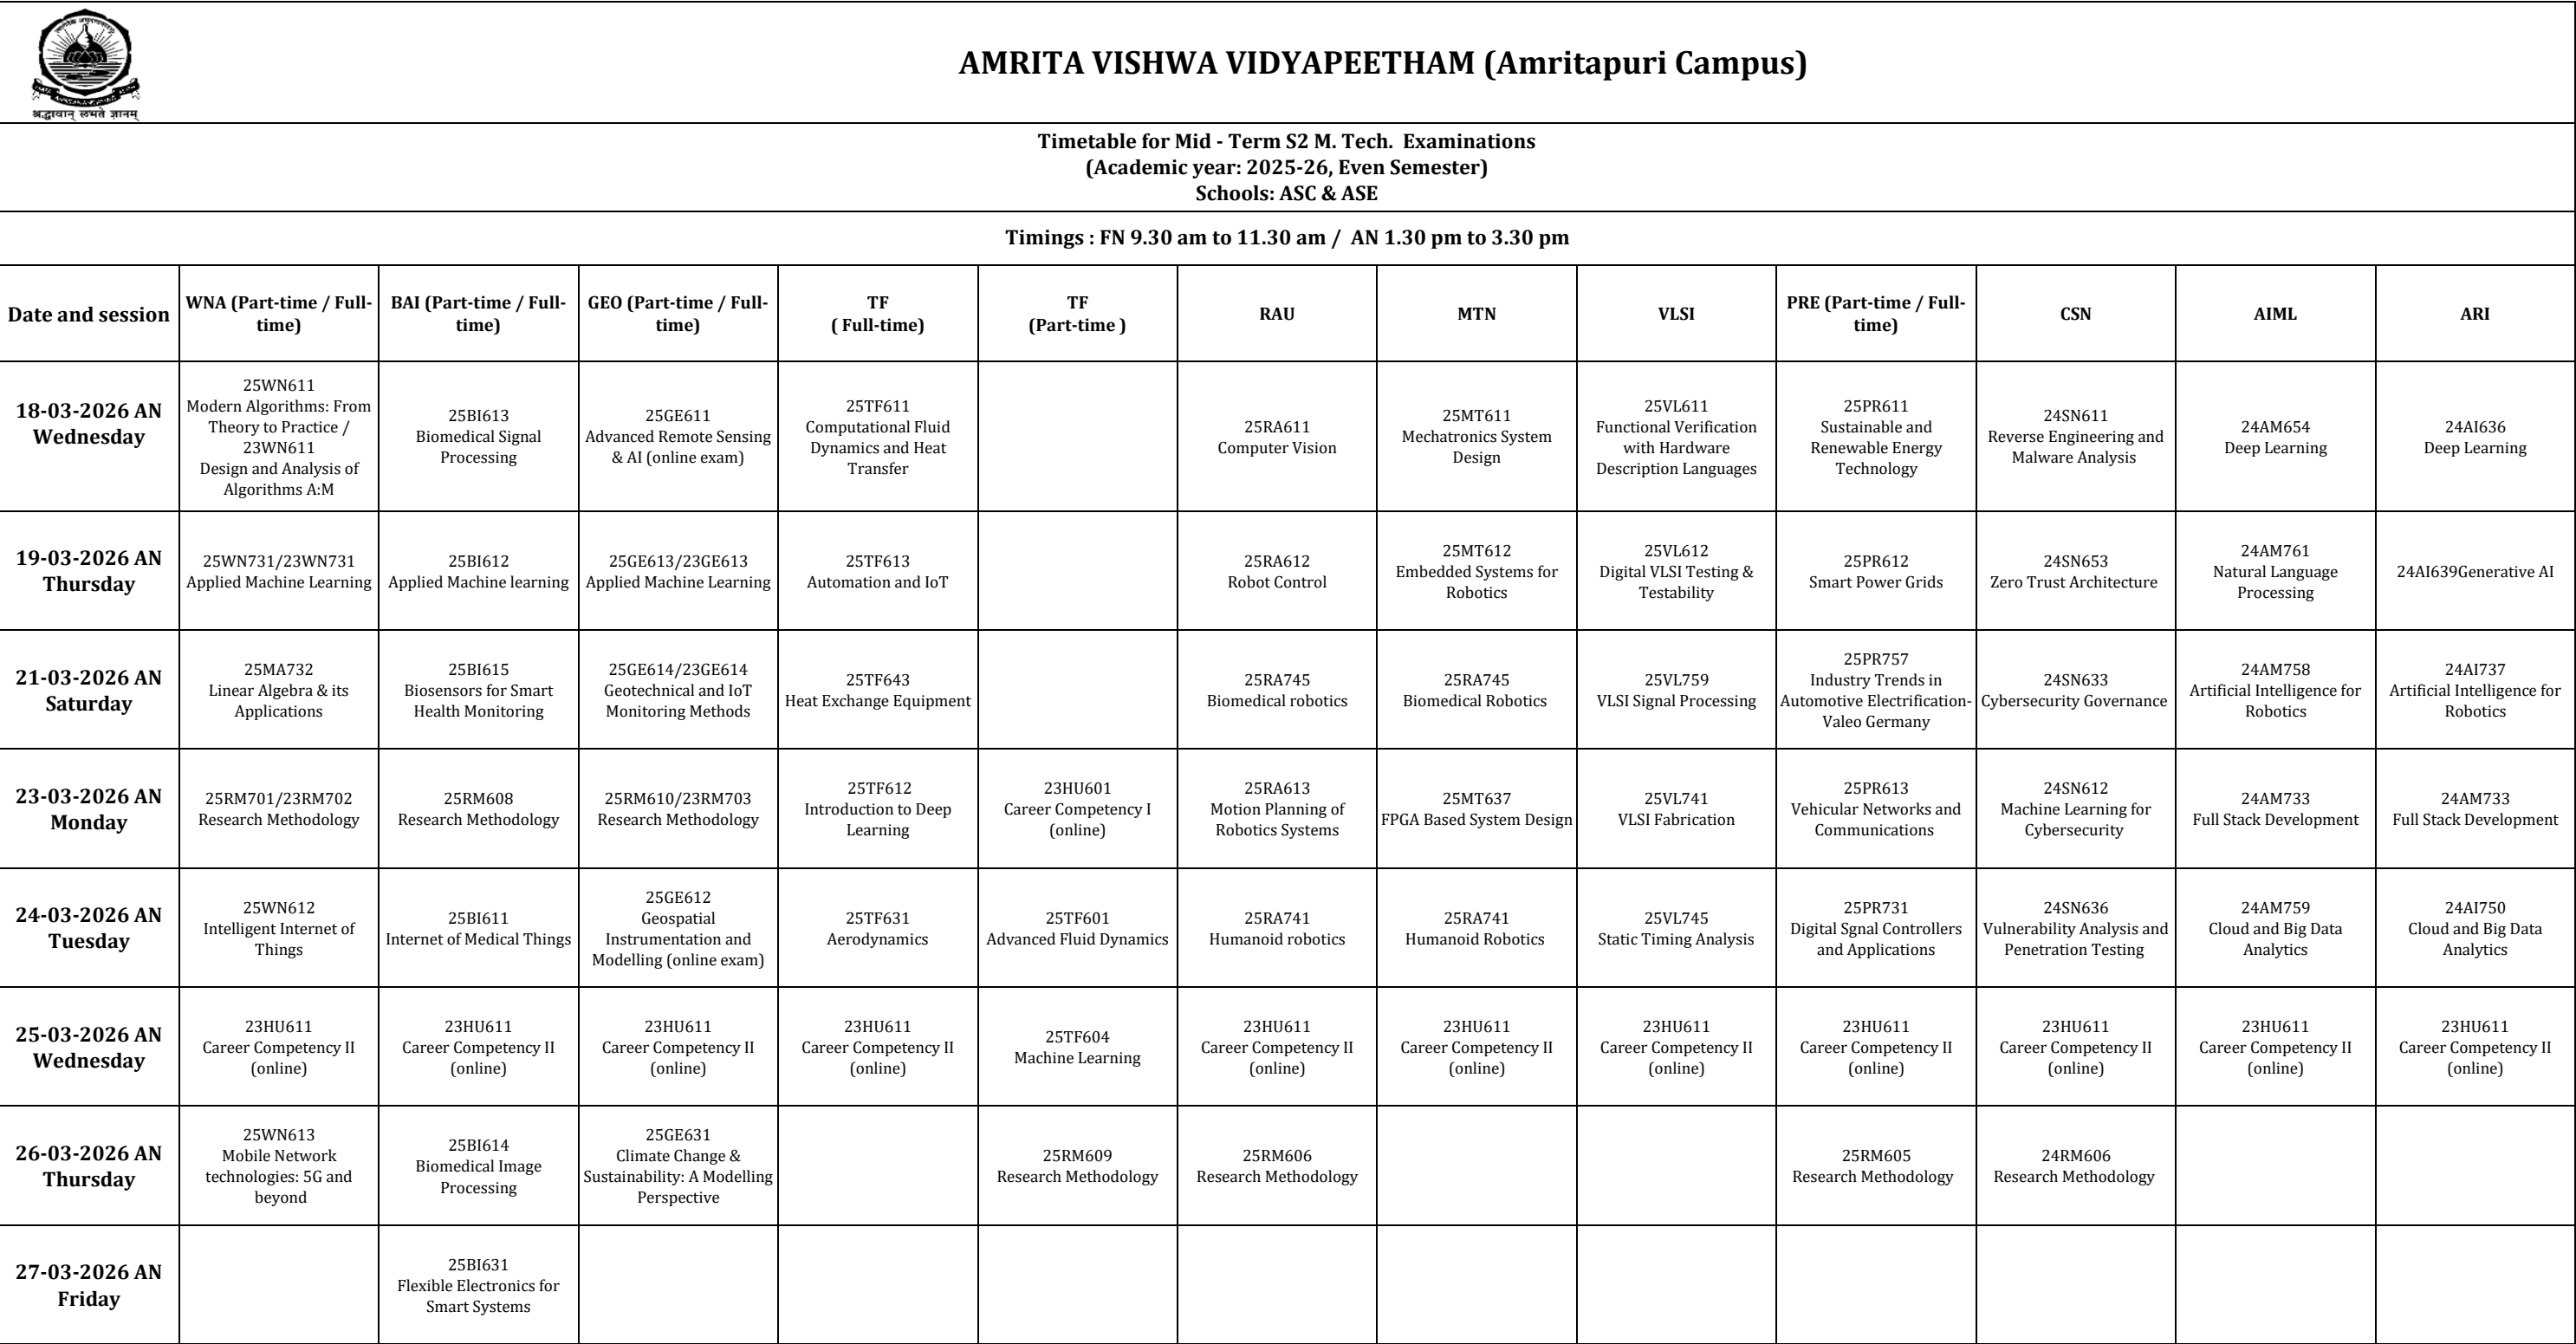 श्रद्धावान् लभते ज्ञानम्
AMRITA VISHWA VIDYAPEETHAM (Amritapuri Campus)
Timetable for Mid - Term S2 M. Tech. Examinations
(Academic year: 2025-26, Even Semester)
Schools: ASC & ASE
Timings : FN 9.30 am to 11.30 am / AN 1.30 pm to 3.30 pm
Date and session
WNA (Part-time / Full-
time)
BAI (Part-time / Full-
time)
GEO (Part-time / Full-
time)
TF
( Full-time)
TF
(Part-time )
RAU
MTN
VLSI
PRE (Part-time / Full-
time)
CSN
AIML
ARI
18-03-2026 AN
Wednesday
25WN611
Modern Algorithms: From
Theory to Practice /
23WN611
Design and Analysis of
Algorithms A:M
25BI613
Biomedical Signal
Processing
25GE611
Advanced Remote Sensing
& AI (online exam)
25TF611
Computational Fluid
Dynamics and Heat
Transfer
25RA611
Computer Vision
25MT611
Mechatronics System
Design
25VL611
Functional Verification
with Hardware
Description Languages
25PR611
Sustainable and
Renewable Energy
Technology
24SN611
Reverse Engineering and
Malware Analysis
24AM654
Deep Learning
24AI636
Deep Learning
19-03-2026 AN
Thursday
25WN731/23WN731
Applied Machine Learning
25BI612
Applied Machine learning
25GE613/23GE613
Applied Machine Learning
25TF613
Automation and IoT
25RA612
Robot Control
25MT612
Embedded Systems for
Robotics
25VL612
Digital VLSI Testing &
Testability
25PR612
Smart Power Grids
24SN653
Zero Trust Architecture
24AM761
Natural Language
Processing
24AI639Generative AI
21-03-2026 AN
Saturday
25MA732
Linear Algebra & its
Applications
25BI615
Biosensors for Smart
Health Monitoring
25GE614/23GE614
Geotechnical and IoT
Monitoring Methods
25TF643
Heat Exchange Equipment
25RA745
Biomedical robotics
25RA745
Biomedical Robotics
25VL759
VLSI Signal Processing
25PR757
Industry Trends in
Automotive Electrification-
Valeo Germany
24SN633
Cybersecurity Governance
24AM758
Artificial Intelligence for
Robotics
24AI737
Artificial Intelligence for
Robotics
23-03-2026 AN
Monday
25RM701/23RM702
Research Methodology
25RM608
Research Methodology
25RM610/23RM703
Research Methodology
25TF612
Introduction to Deep
Learning
23HU601
Career Competency I
(online)
25RA613
Motion Planning of
Robotics Systems
25MT637
FPGA Based System Design
25VL741
VLSI Fabrication
25PR613
Vehicular Networks and
Communications
24SN612
Machine Learning for
Cybersecurity
24AM733
Full Stack Development
24AM733
Full Stack Development
24-03-2026 AN
Tuesday
25WN612
Intelligent Internet of
Things
25BI611
Internet of Medical Things
25GE612
Geospatial
Instrumentation and
Modelling (online exam)
25TF631
Aerodynamics
25TF601
Advanced Fluid Dynamics
25RA741
Humanoid robotics
25RA741
Humanoid Robotics
25VL745
Static Timing Analysis
25PR731
Digital Sgnal Controllers
and Applications
24SN636
Vulnerability Analysis and
Penetration Testing
24AM759
Cloud and Big Data
Analytics
24AI750
Cloud and Big Data
Analytics
25-03-2026 AN
Wednesday
23HU611
Career Competency II
(online)
23HU611
Career Competency II
(online)
23HU611
Career Competency II
(online)
23HU611
Career Competency II
(online)
25TF604
Machine Learning
23HU611
Career Competency II
(online)
23HU611
Career Competency II
(online)
23HU611
Career Competency II
(online)
23HU611
Career Competency II
(online)
23HU611
Career Competency II
(online)
23HU611
Career Competency II
(online)
23HU611
Career Competency II
(online)
26-03-2026 AN
Thursday
25WN613
Mobile Network
technologies: 5G and
beyond
25BI614
Biomedical Image
Processing
25GE631
Climate Change &
Sustainability: A Modelling
Perspective
25RM609
Research Methodology
25RM606
Research Methodology
25RM605
Research Methodology
24RM606
Research Methodology
27-03-2026 AN
Friday
25BI631
Flexible Electronics for
Smart Systems